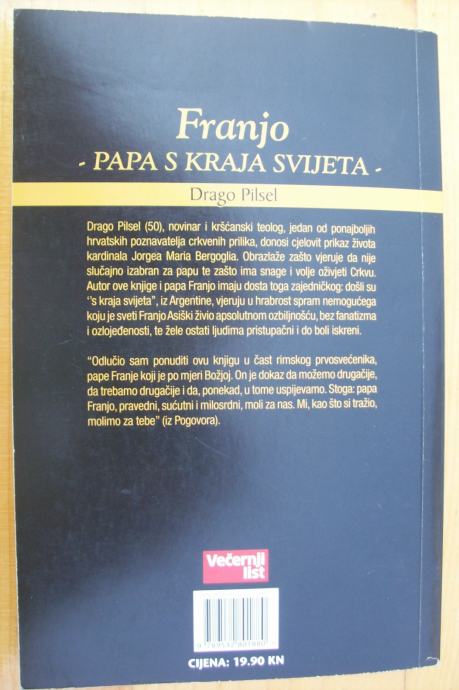 Franjo
- PAPA S KRAJA SVIJETA -
Drago Pilsel
Drago Pilsel (50), novinar i kršćanski teolog, jedan od ponajboljih
hrvatskih poznavatelja crkvenih prilika, donosi cjelovit prikaz života
kardinala Jorgea Maria Bergoglia. Obrazlaže zašto vjeruje da nije
slučajno izabran za papu te zašto ima snage i volje oživjeti Crkvu.
Autor ove knjige i papa Franjo imaju dosta toga zajedničkog: došli su
‘'s kraja svijeta”, iz Argentine, vjeruju u hrabrost spram nemogućega
koju je sveti Franjo Asiški živio apsolutnom ozbiljnošću, bez fanatizma
i ozlojeđenosti, te žele ostati ljudima pristupačni i do boli iskreni.
“Odlučio sam ponuditi ovu knjigu u čast rimskog prvosvećenika,
pape Franje koji je po mjeri Božjoj. On je dokaz da možemo drugačije,
da trebamo drugačije i da, ponekad, u tome uspijevamo. Stoga: papa
Franjo, pravedni, sućutni i milosrdni, moli za nas. Mi, kao što si tražio,
molimo za tebe” (iz Pogovora).
Večernji
list
CIJENA: 19.90 KN